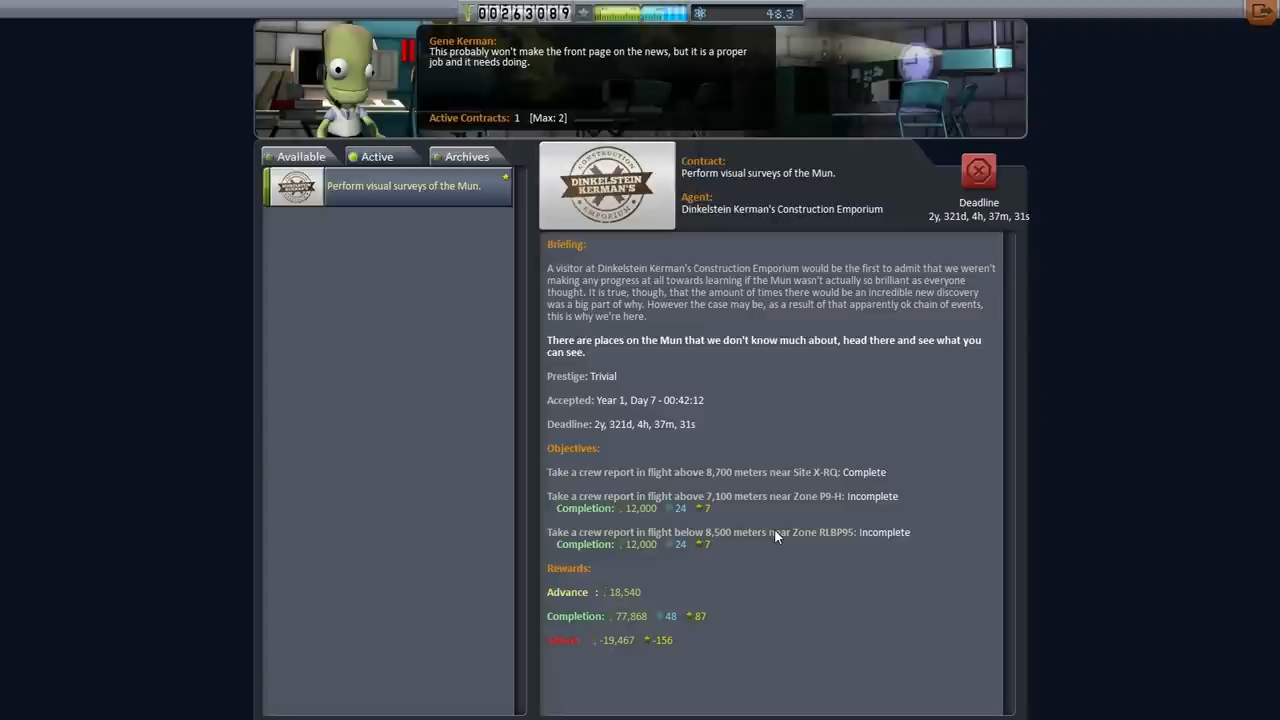 00263089
48.3
Gene Kerman:
This probably won't make the front page on the news, but it is a proper
job and it needs doing.
Active Contracts: 1 [Max: 2]
Available
Active
Archives
CONSTRUCTION
DINKELSTEIN
KERMAN'S
EMPORIUM
Contract:
Perform visual surveys of the Mun.
Agent:
Dinkelstein Kerman's Construction Emporium
Deadline
2y, 321d, 4h, 37m, 31s
Perform visual surveys of the Mun.
Briefing:
A visitor at Dinkelstein Kerman's Construction Emporium would be the first to admit that we weren't
making any progress at all towards learning if the Mun wasn't actually so brilliant as everyone
thought. It is true, though, that the amount of times there would be an incredible new discovery
was a big part of why. However the case may be, as a result of that apparently ok chain of events,
this is why we're here.
There are places on the Mun that we don't know much about, head there and see what you
can see.
Prestige: Trivial
Accepted: Year 1, Day 7 - 00:42:12
Deadline: 2y, 321d, 4h, 37m, 31s
Objectives:
Take a crew report in flight above 8,700 meters near Site X-RQ: Complete
Take a crew report in flight above 7,100 meters near Zone P9-H: Incomplete
Completion: 12,000 24 7
Take a crew report in flight below 8,500 meters near Zone RLBP95: Incomplete
Completion: 12,000 24 7
Rewards:
Advance : 18,540
Completion: 77,868 48 87
-19,467 -156